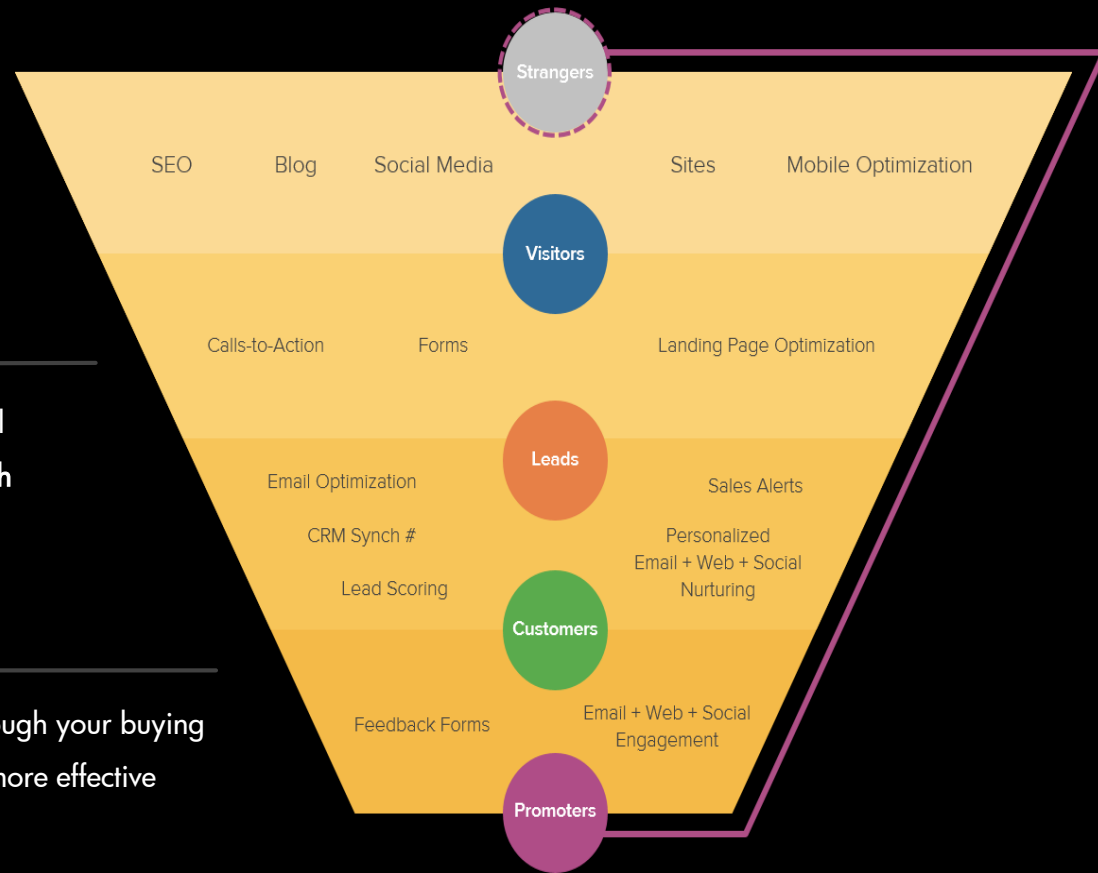 Strangers
SEO Blog Social Media Sites Mobile Optimization
Visitors
Calls-to-Action Forms Landing Page Optimization
Leads
Email Optimization
Sales Alerts
CRM Synch #
Personalized
Email + Web + Social
Nurturing
Lead Scoring
Customers
Feedback Forms
Email + Web + Social
Engagement
Promoters
your buying
more effective